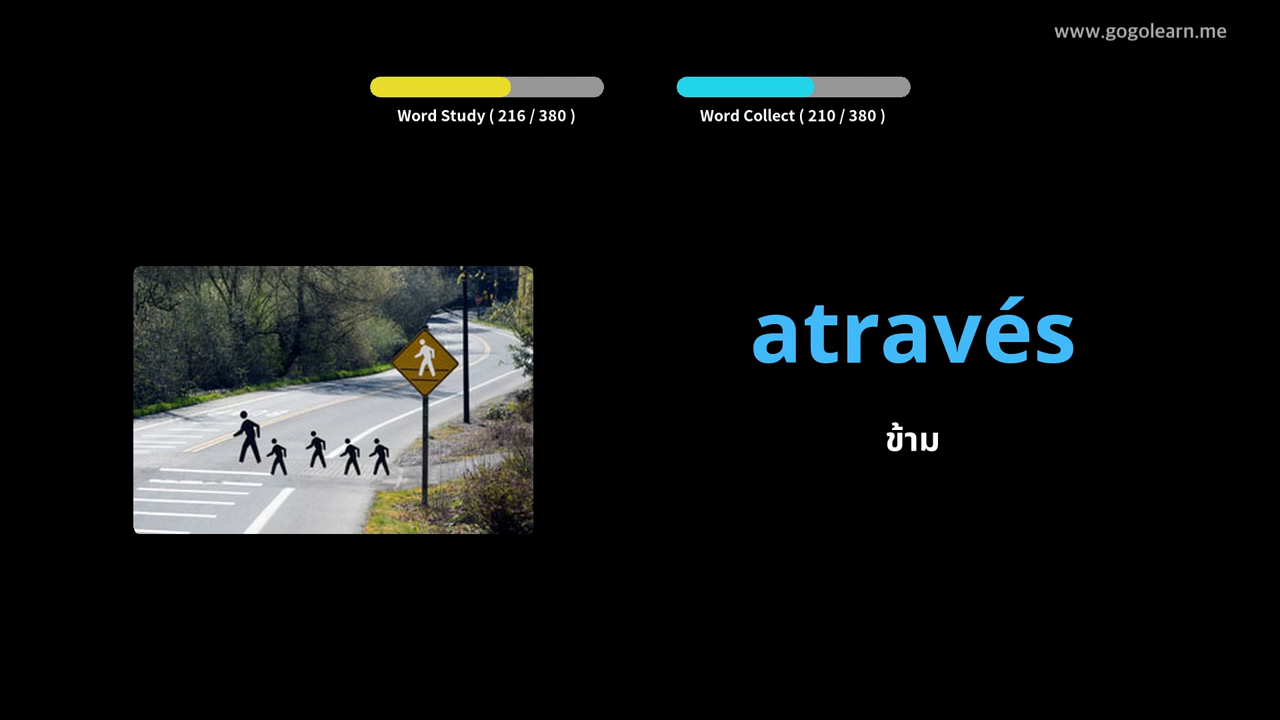 www.gogolearn.me
Word Study ( 216 / 380 )
Word Collect ( 210 / 380 )
através
ข้าม